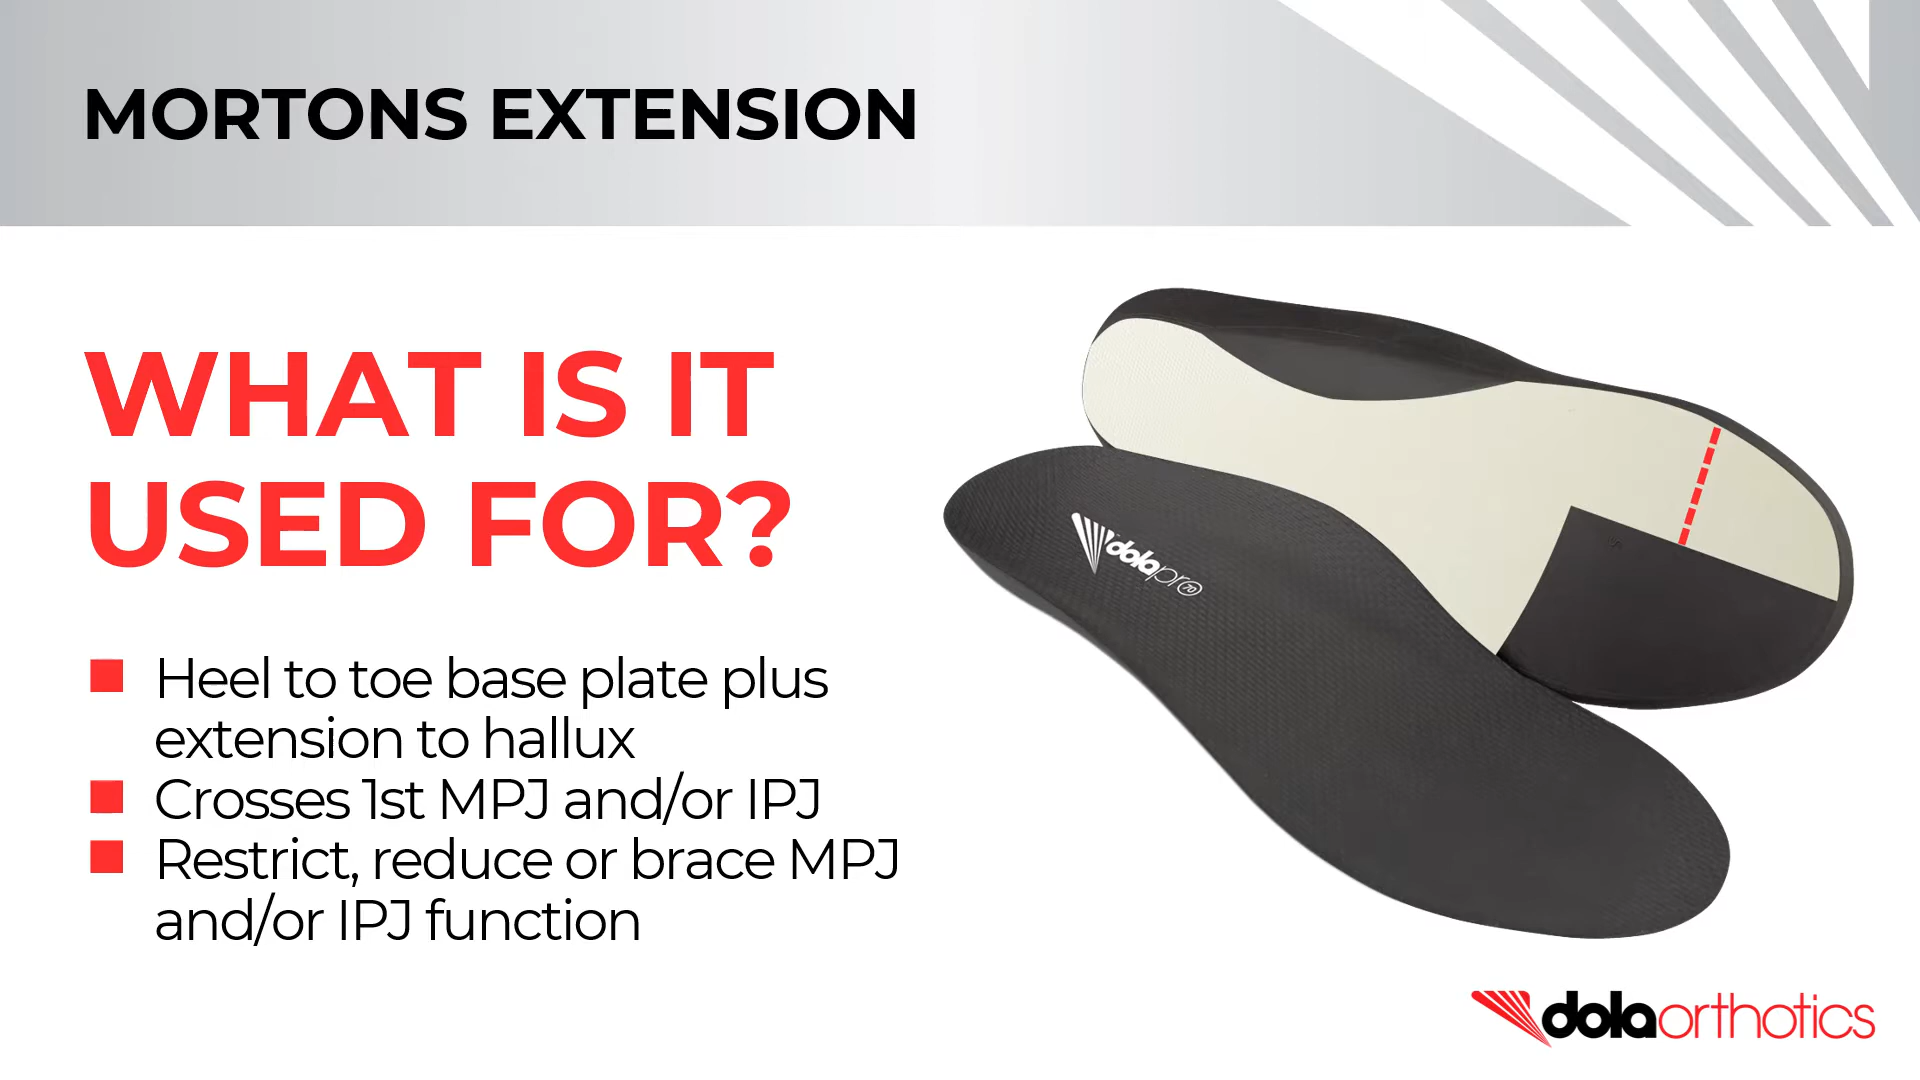 MORTONS EXTENSION
WHAT IS IT
USED FOR?
Heel to toe base plate plus
extension to hallux
Crosses 1st MPJ and/or IPJ
Restrict, reduce or brace MPJ
and/or IPJ function
dolapro 70
dolaorthotics